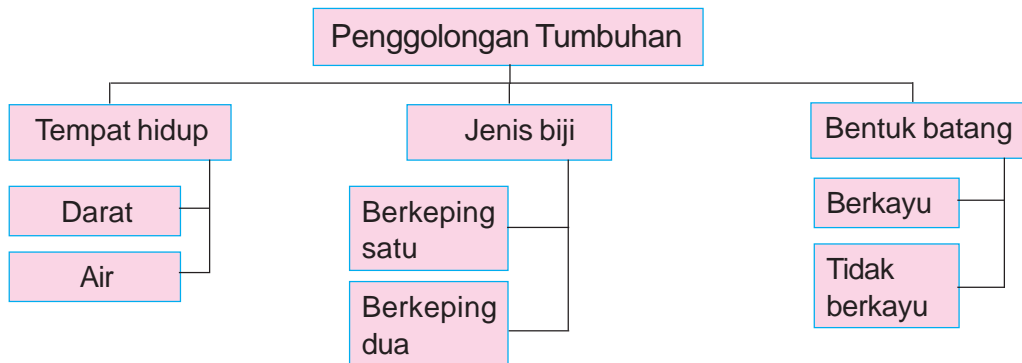 Penggolongan Tumbuhan
Tempat hidup
Darat
Air
Jenis biji
Berkeping
satu
Berkeping
dua
Bentuk batang
Berkayu
Tidak
berkayu